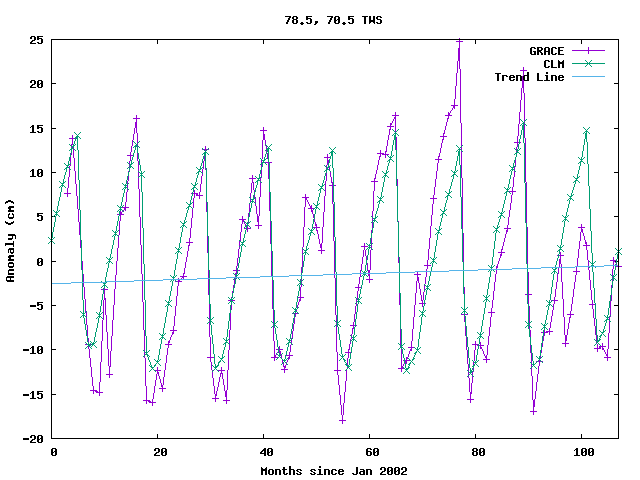 78.5, 70.5 TWS
GRACE
CLM
Trend Line
25
20
15
10
5
0
-5
-10
-15
-20
Anomaly (cm)
0 20 40 60 80 100
Months since Jan 2002